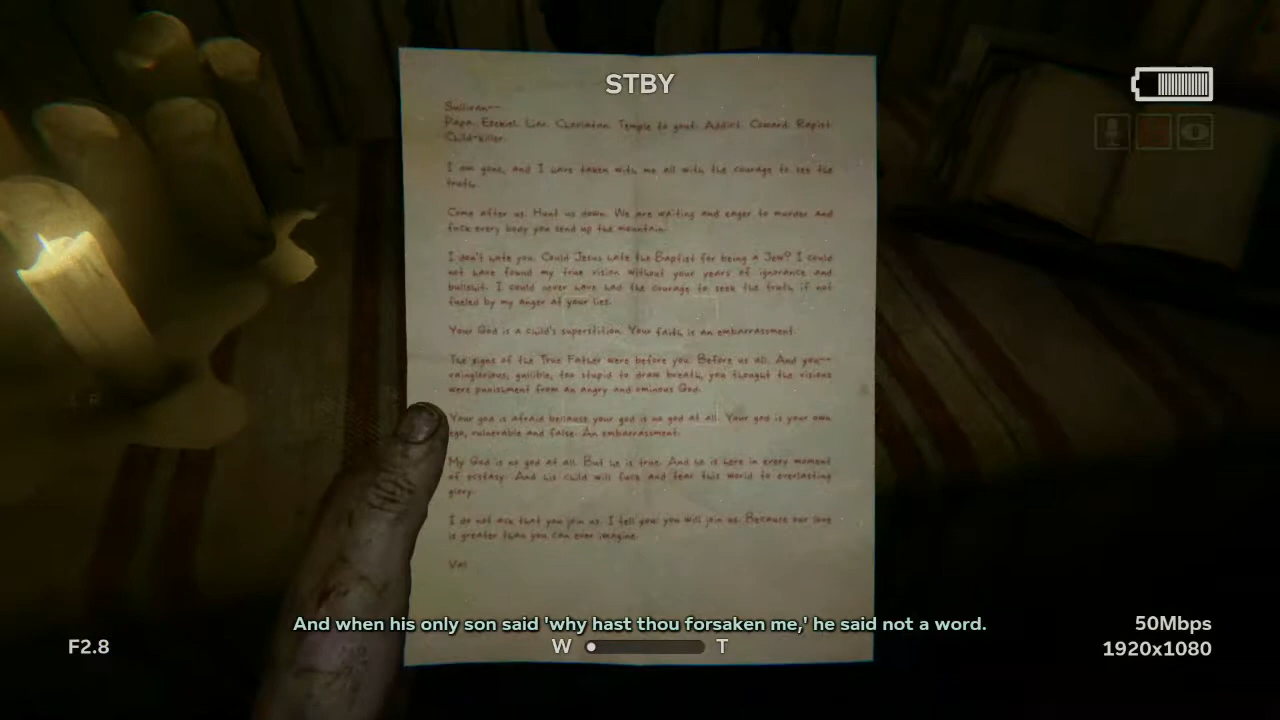 STBY
Sullivan--
Papa. Ezekiel. Liar. Charlatan. Temple to gout. Addict. Coward. Rapist.
Child-killer.
I am gone, and I have taken with me all with the courage to see the
truth.
Come after us. Hunt us down. We are waiting and eager to murder and
fuck every body you send up the mountain.
I don't hate you. Could Jesus hate the Baptist for being a Jew? I could
not have found my true vision without your years of ignorance and
bullshit. I could never have had the courage to seek the truth if not
fueled by my anger at your lies.
Your God is a child's superstition. Your faith is an embarrassment.
The signs of the True Father were before you. Before us all. And you--
vainglorious, gullible, too stupid to draw breath, you thought the visions
were punishment from an angry and ominous God.
Your god is afraid because your god is no god at all. Your god is your own
ego, vulnerable and false. An embarrassment.
My God is no god at all. But he is true. And he is here in every moment
of ecstasy. And his child will fuck and tear this world to everlasting
glory.
I do not ask that you join us. I tell you: you will join us. Because our love
is greater than you can ever imagine.
Val
And when his only son said 'why hast thou forsaken me,' he said not a word.
F2.8
W T
50Mbps
1920x1080